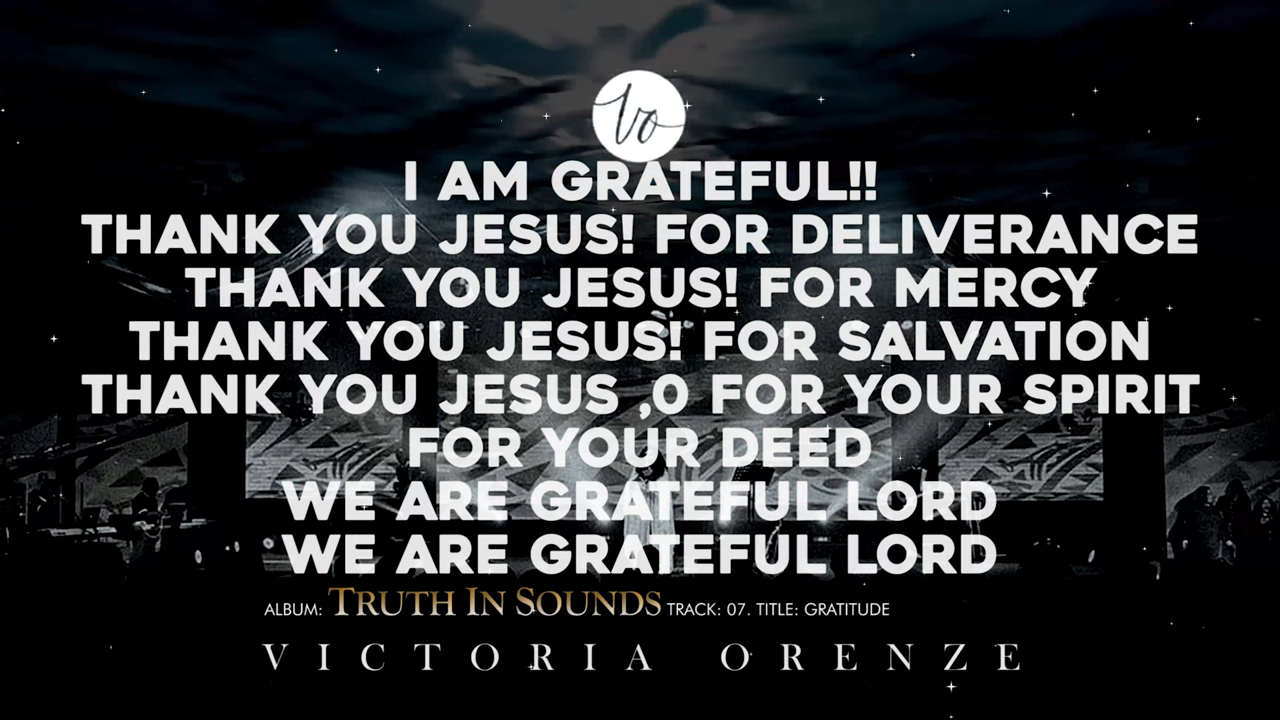 Vo
I AM GRATEFUL!!
THANK YOU JESUS! FOR DELIVERANCE
THANK YOU JESUS! FOR MERCY
THANK YOU JESUS! FOR SALVATION
THANK YOU JESUS ,0 FOR YOUR SPIRIT
FOR YOUR DEED
WE ARE GRATEFUL LORD
WE ARE GRATEFUL LORD
ALBUM: TRUTH IN SOUNDS TRACK: 07. TITLE: GRATITUDE
VICTORIA ORENZE